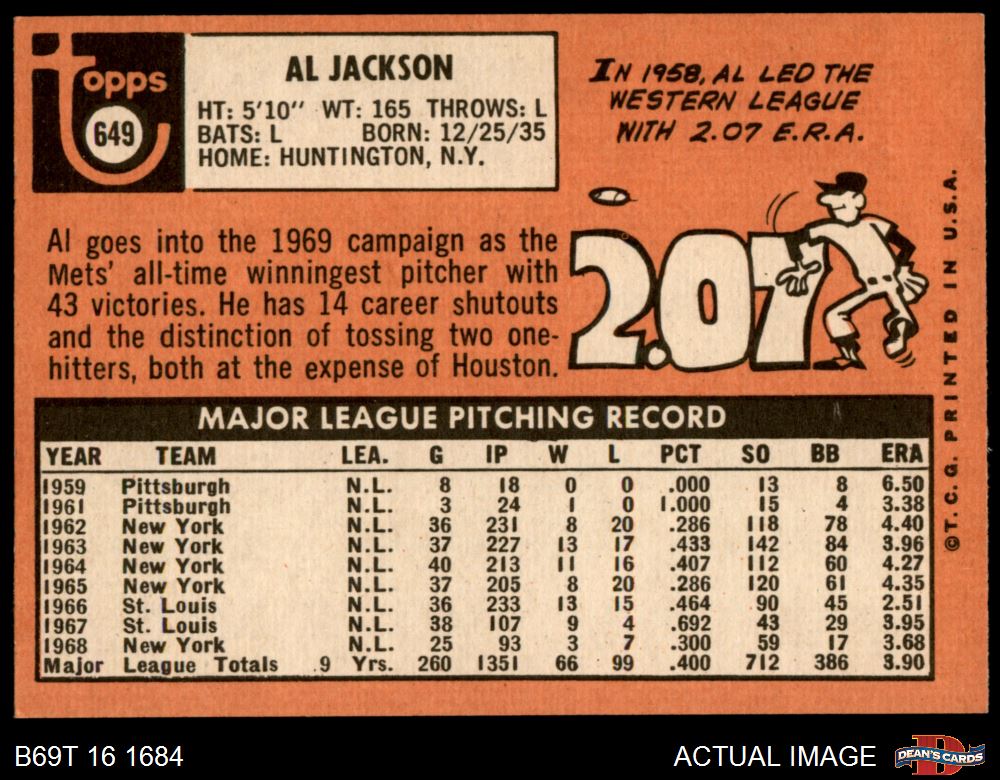 Topps
649
AL JACKSON
HT: 5'10" WT: 165 THROWS: L
BATS: L BORN: 12/25/35
HOME: HUNTINGTON, N.Y.
IN 1958, AL LED THE
WESTERN LEAGUE
WITH 2.07 E.R.A.
2.07
Al goes into the 1969 campaign as the
Mets' all-time winningest pitcher with
43 victories. He has 14 career shutouts
and the distinction of tossing two one-
hitters, both at the expense of Houston.
MAJOR LEAGUE PITCHING RECORD
YEAR TEAM LEA. G IP W L PCT SO BB ERA
1959 Pittsburgh N.L. 8 18 0 0 .000 13 8 6.50
1961 Pittsburgh N.L. 3 24 1 0 1.000 15 4 3.38
1962 New York N.L. 36 231 8 20 .286 118 78 4.40
1963 New York N.L. 37 227 13 17 .433 142 84 3.96
1964 New York N.L. 40 213 11 16 .407 112 60 4.27
1965 New York N.L. 37 205 8 20 .286 120 61 4.35
1966 St. Louis N.L. 36 233 13 15 .464 90 45 2.51
1967 St. Louis N.L. 38 107 9 4 .692 43 29 3.95
1968 New York N.L. 25 93 3 7 .300 59 17 3.68
Major League Totals 9 Yrs. 260 1351 66 99 .400 712 386 3.90
©T.C.G. PRINTED IN U.S.A.
B69T 16 1684
ACTUAL IMAGE
D
DEAN'S CARDS